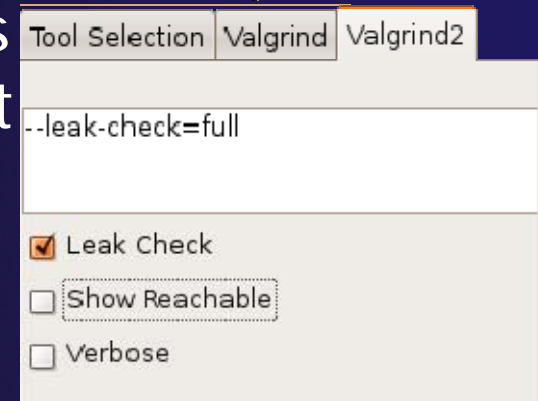 Tool Selection Valgrind Valgrind2
--leak-check=full
Leak Check
Show Reachable
Verbose